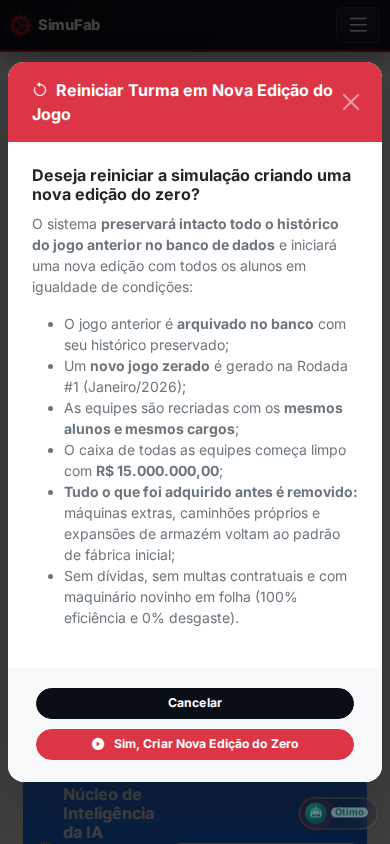 SimuFab
Reiniciar Turma em Nova Edição do
Jogo
Deseja reiniciar a simulação criando uma
nova edição do zero?
O sistema preservará intacto todo o histórico
do jogo anterior no banco de dados e iniciará
uma nova edição com todos os alunos em
igualdade de condições:
• O jogo anterior é arquivado no banco com
seu histórico preservado;
• Um novo jogo zerado é gerado na Rodada
#1 (Janeiro/2026);
• As equipes são recriadas com os mesmos
alunos e mesmos cargos;
• O caixa de todas as equipes começa limpo
com R$ 15.000.000,00;
• Tudo o que foi adquirido antes é removido:
máquinas extras, caminhões próprios e
expansões de armazém voltam ao padrão
de fábrica inicial;
• Sem dívidas, sem multas contratuais e com
maquinário novinho em folha (100%
eficiência e 0% desgaste).
Cancelar
Sim, Criar Nova Edição do Zero
Núcleo de
Inteligência
da IA
Otimo